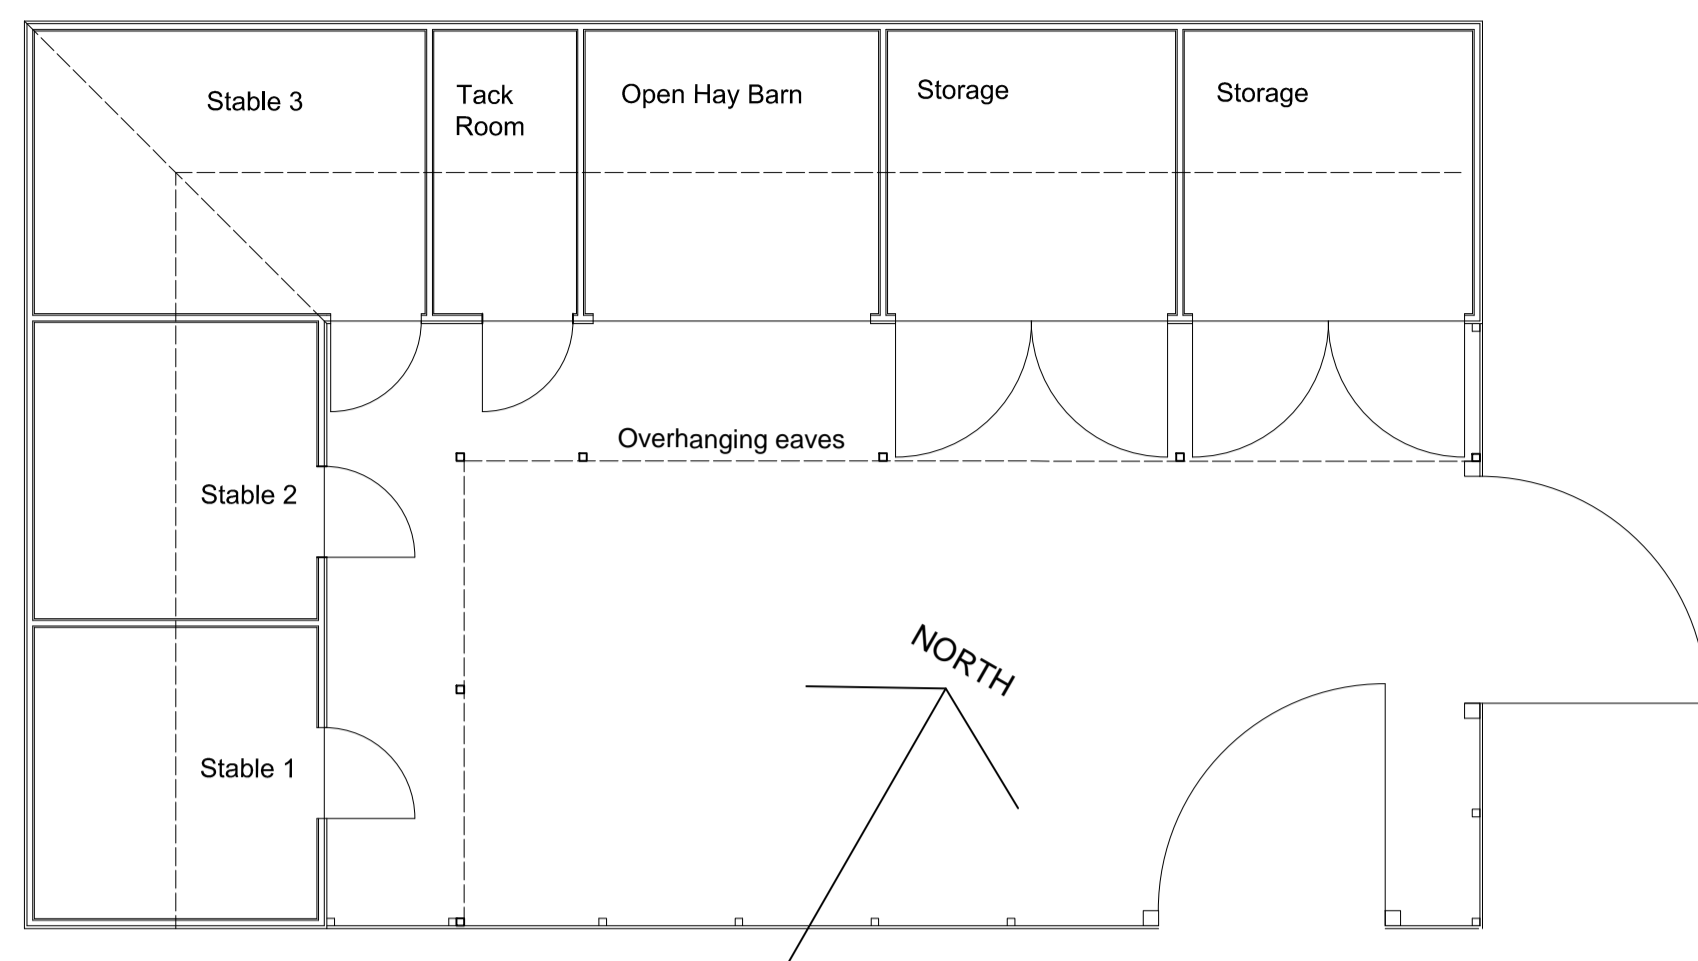 Stable 3
Tack
Room
Open Hay Barn
Storage
Storage
Overhanging eaves
Stable 2
NORTH
Stable 1